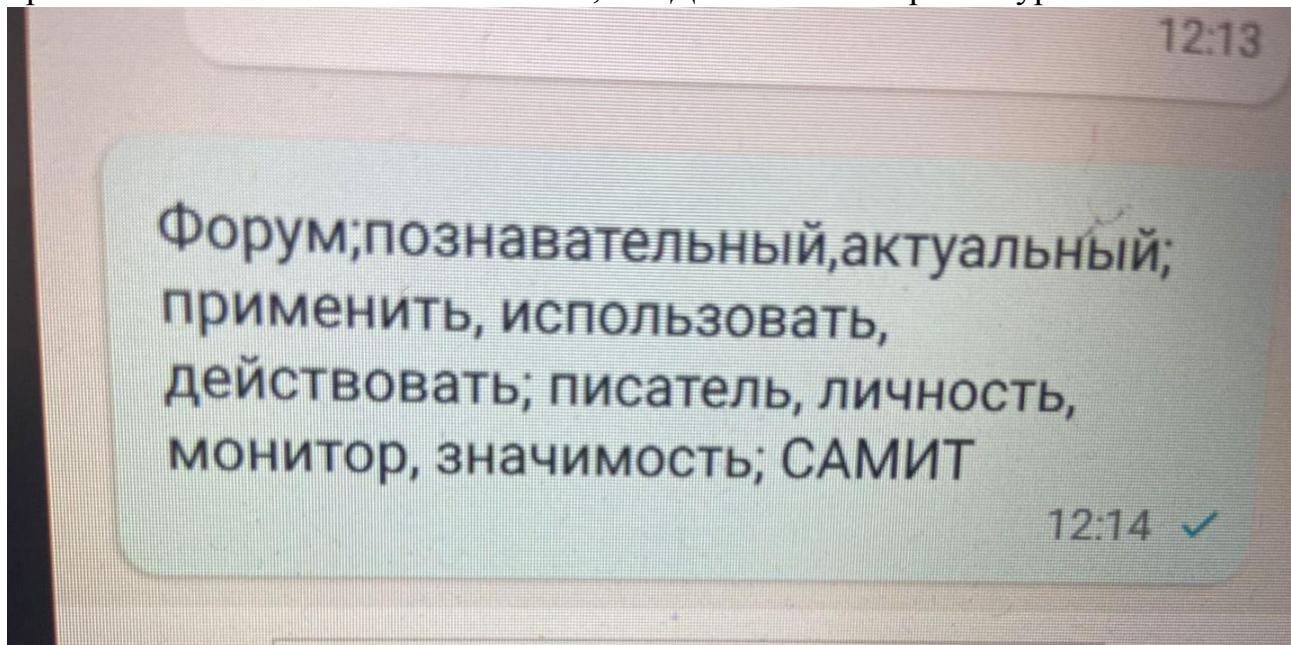 12:13
Форум;познавательный,актуальный;
применить, использовать,
действовать; писатель, личность,
монитор, значимость; САМИТ
12:14